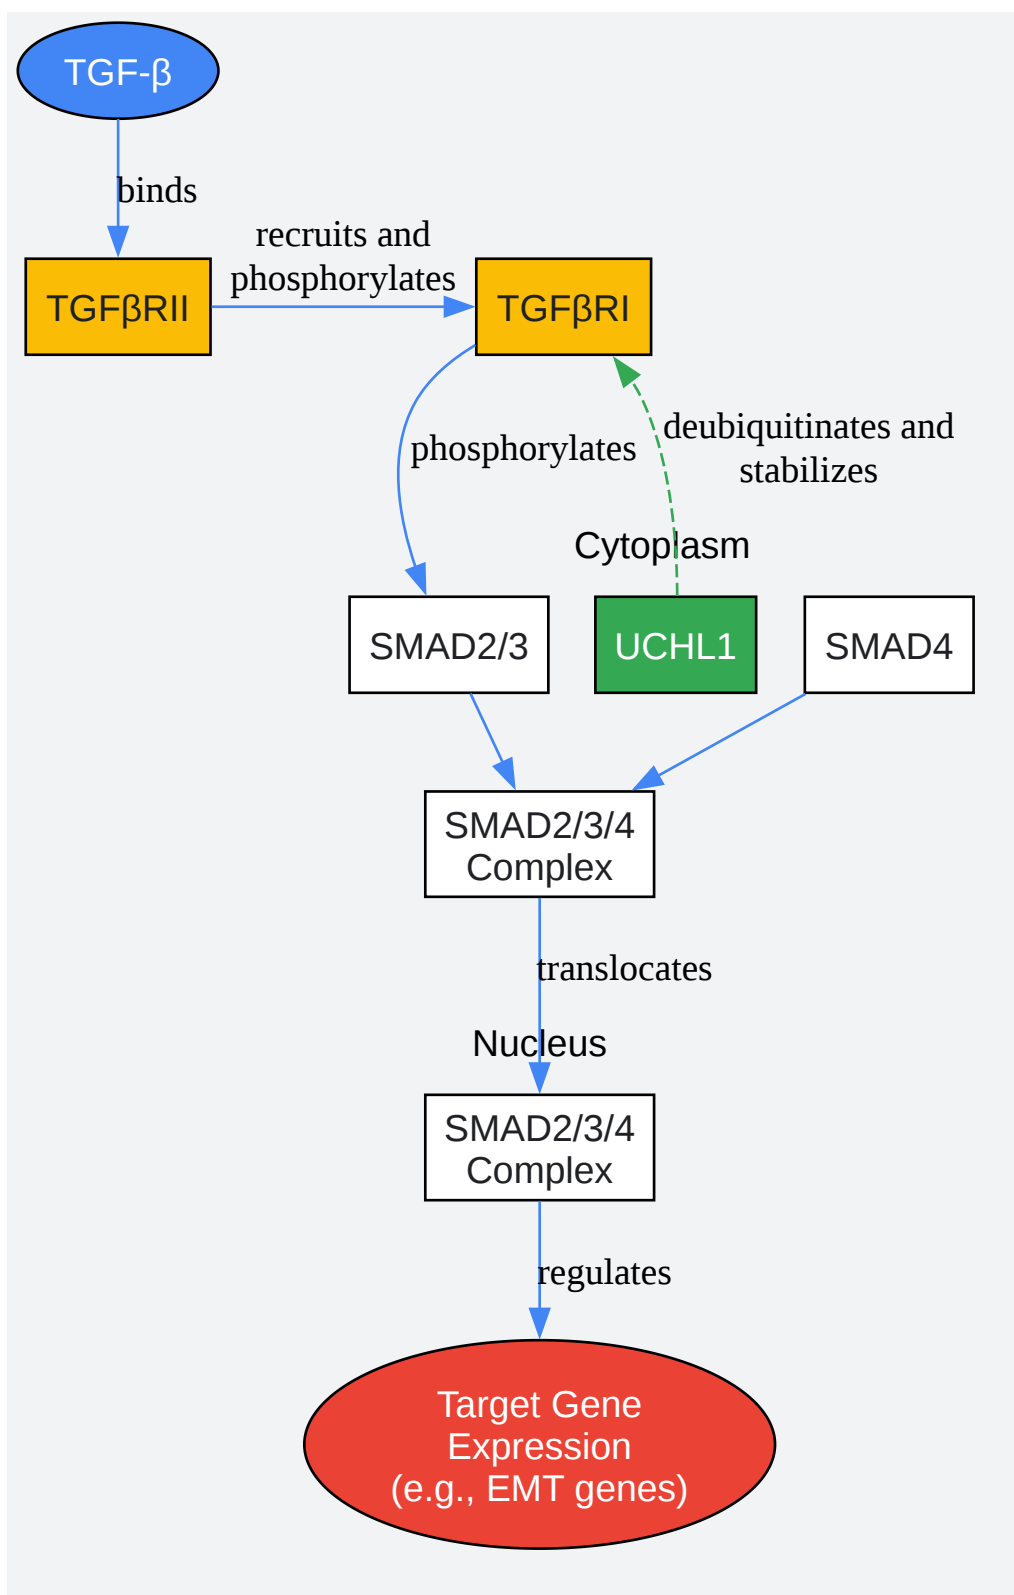 TGF-β
binds
recruits and
phosphorylates
TGFβRII
TGFβRI
phosphorylates
deubiquitinates and
stabilizes
Cytoplasm
SMAD2/3
UCHL1
SMAD4
SMAD2/3/4
Complex
translocates
Nucleus
SMAD2/3/4
Complex
regulates
Target Gene
Expression
(e.g., EMT genes)